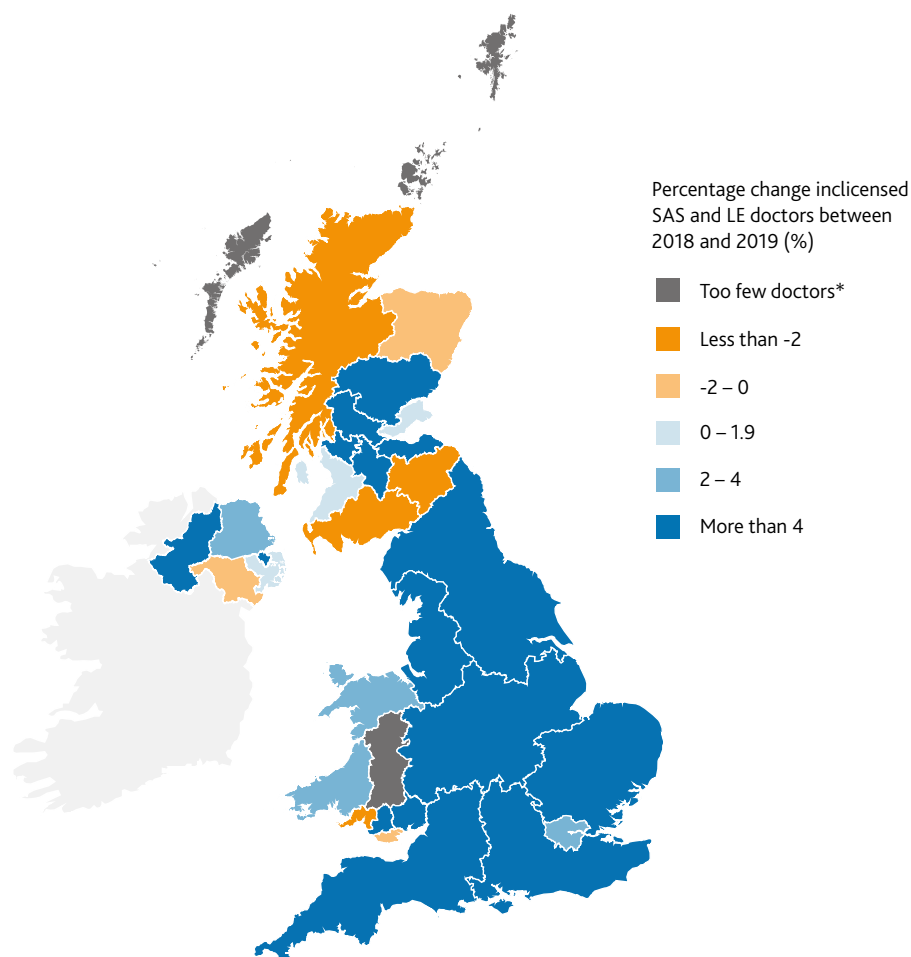 Percentage change inclicensed
SAS and LE doctors between
2018 and 2019 (%)
Too few doctors*
Less than -2
-2 – 0
0 – 1.9
2 – 4
More than 4